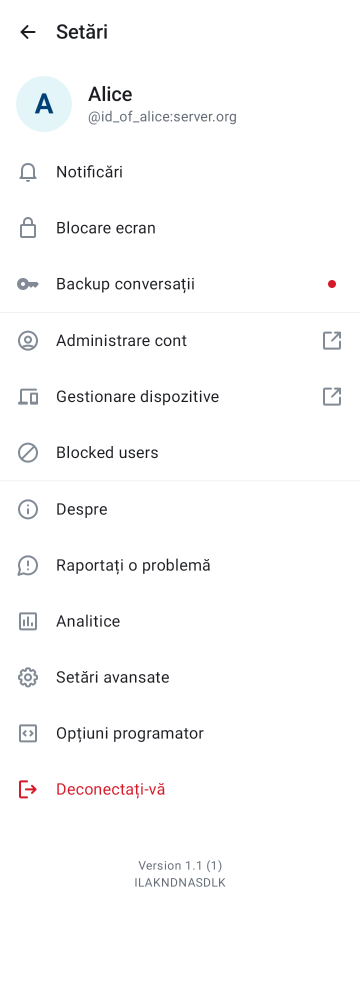 Setări
A
Alice
@id_of_alice:server.org
Notificări
Blocare ecran
Backup conversații
Administrare cont
Gestionare dispozitive
Blocked users
Despre
Raportați o problemă
Analitice
Setări avansate
Opțiuni programator
Deconectați-vă
Version 1.1 (1)
ILAKNDNASDLK